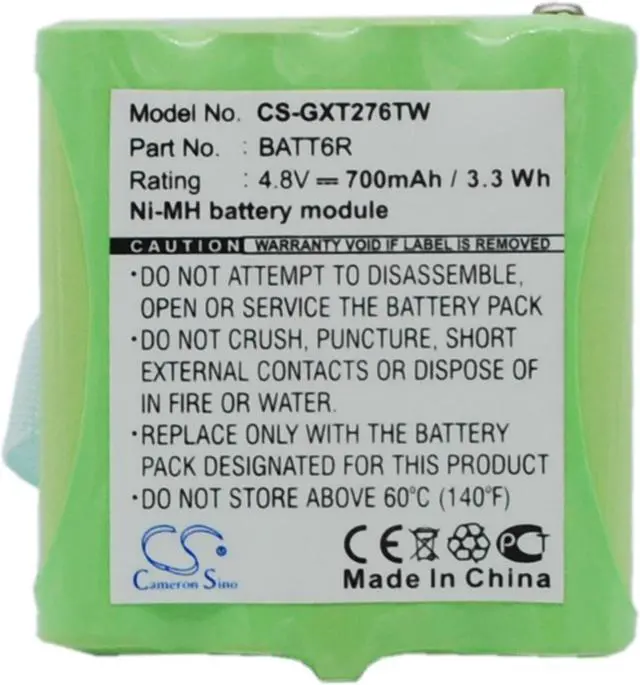 Model No. CS-GXT276TW
Part No. : BATT6R
Rating : 4.8V ⎓ 700mAh / 3.3 Wh
Ni-MH battery module
CAUTION WARRANTY VOID IF LABEL IS REMOVED
·DO NOT ATTEMPT TO DISASSEMBLE,
OPEN OR SERVICE THE BATTERY PACK
·DO NOT CRUSH, PUNCTURE, SHORT
EXTERNAL CONTACTS OR DISPOSE OF
IN FIRE OR WATER.
·REPLACE ONLY WITH THE BATTERY
PACK DESIGNATED FOR THIS PRODUCT
·DO NOT STORE ABOVE 60°C (140°F)
CS CE PCT
Cameron Sino Made In China